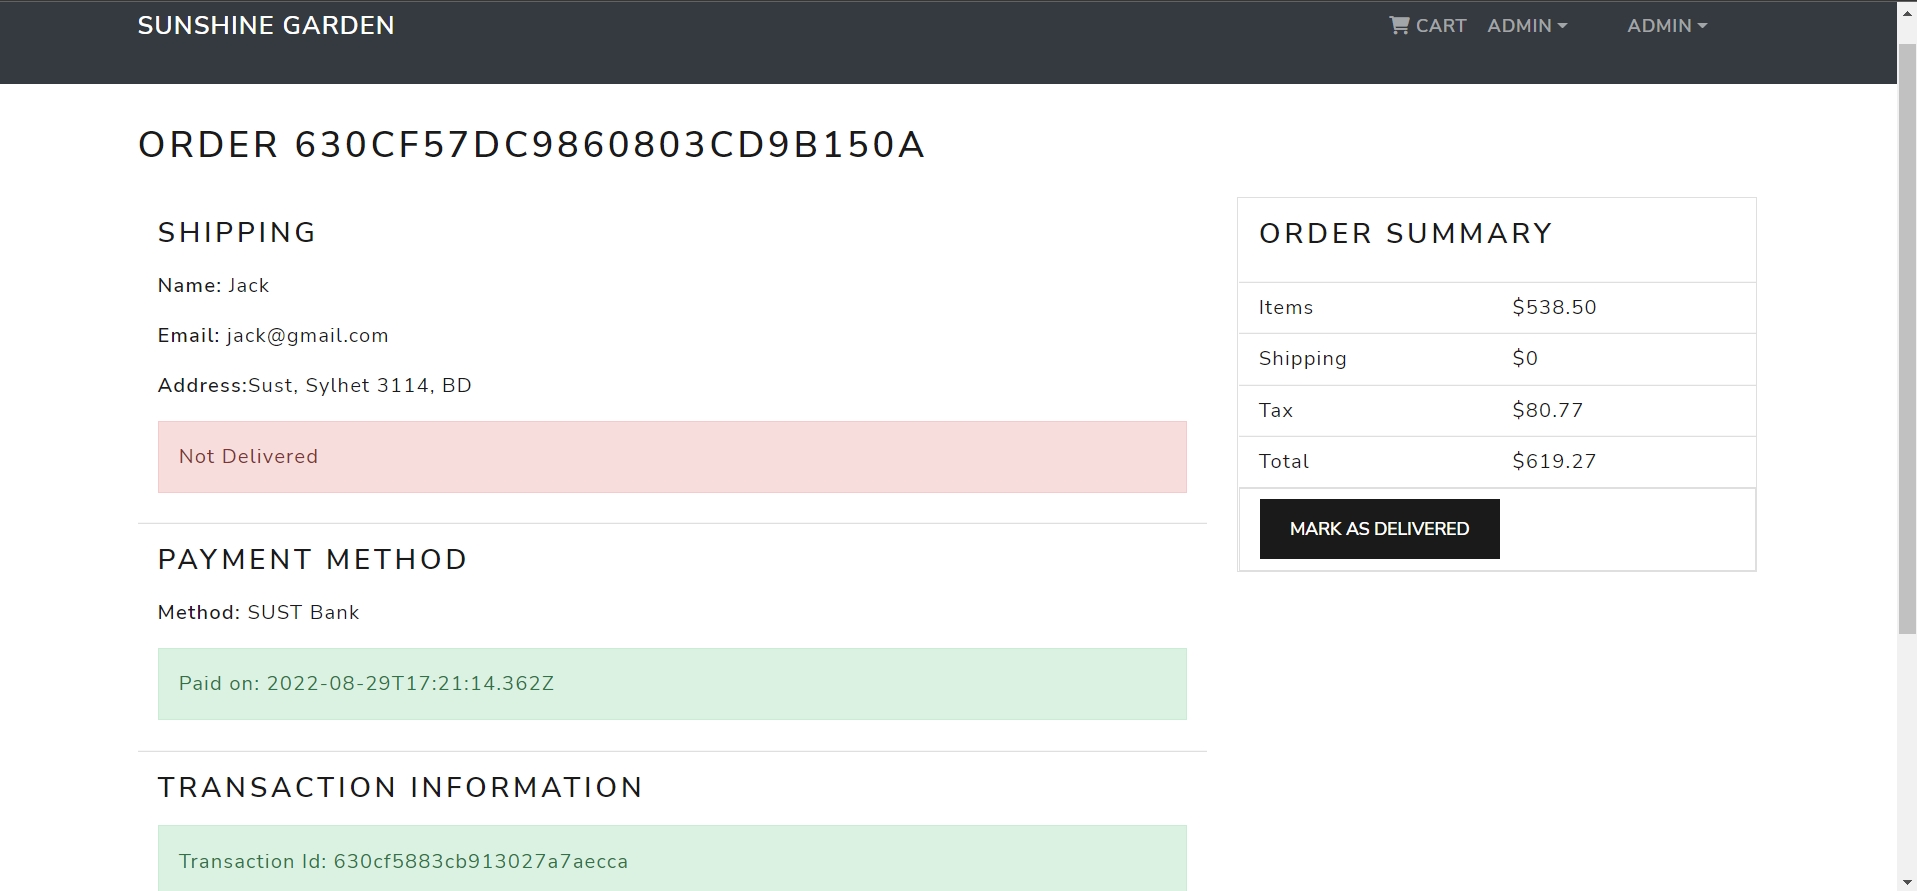 SUNSHINE GARDEN
CART ADMIN ADMIN
ORDER 630CF57DC9860803CD9B150A
SHIPPING
Name: Jack
Email: jack@gmail.com
Address:Sust, Sylhet 3114, BD
Not Delivered
PAYMENT METHOD
Method: SUST Bank
Paid on: 2022-08-29T17:21:14.362Z
TRANSACTION INFORMATION
Transaction Id: 630cf5883cb913027a7aecca
ORDER SUMMARY
Items $538.50
Shipping $0
Tax $80.77
Total $619.27
MARK AS DELIVERED